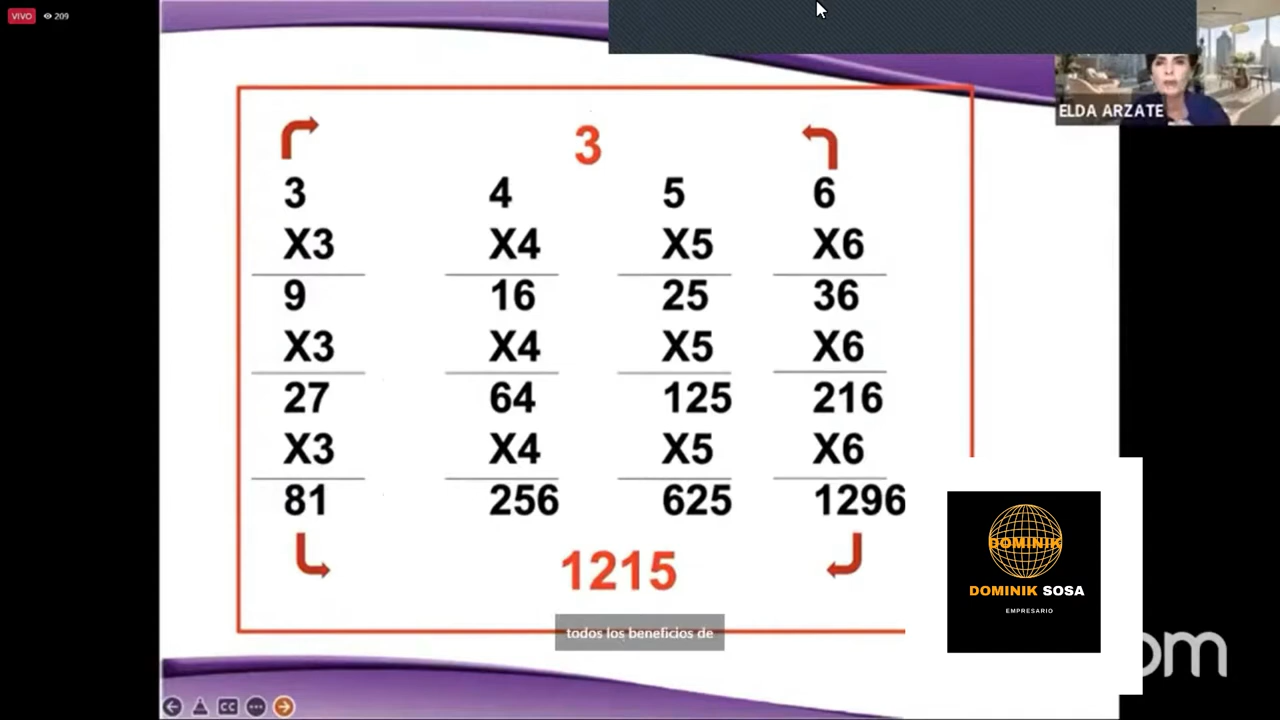 VIVO 209
ELDA ARZATE
3
3 4 5 6
X3 X4 X5 X6
9 16 25 36
X3 X4 X5 X6
27 64 125 216
X3 X4 X5 X6
81 256 625 1296
1215
todos los beneficios de
DOMINIK
DOMINIK SOSA
EMPRESARIO
om
CC